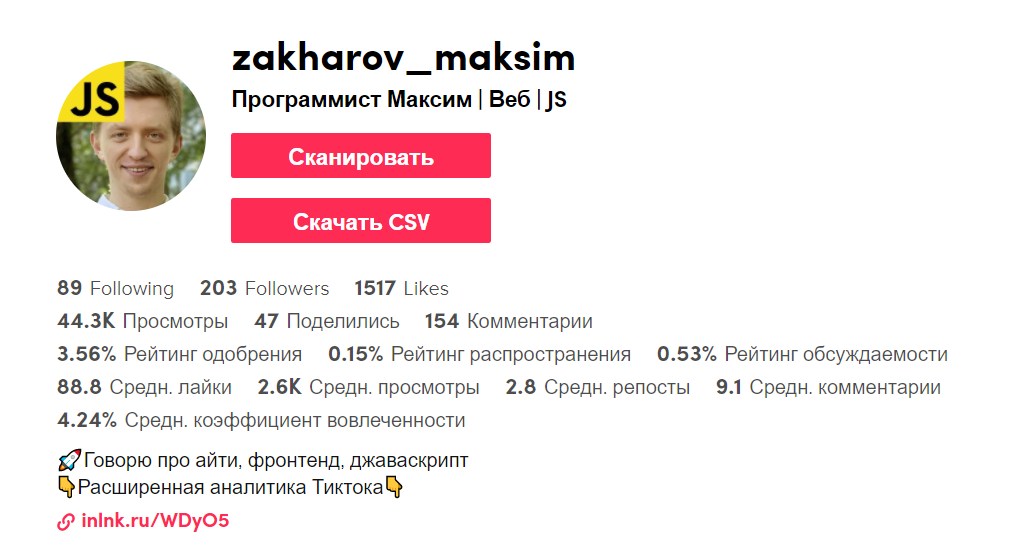 JS
zakharov_maksim
Программист Максим | Веб | JS
Сканировать
Скачать CSV
89 Following 203 Followers 1517 Likes
44.3K Просмотры 47 Поделились 154 Комментарии
3.56% Рейтинг одобрения 0.15% Рейтинг распространения 0.53% Рейтинг обсуждаемости
88.8 Средн. лайки 2.6K Средн. просмотры 2.8 Средн. репосты 9.1 Средн. комментарии
4.24% Средн. коэффициент вовлеченности
🚀Говорю про айти, фронтенд, джаваскрипт
👇Расширенная аналитика Тиктока👇
inlnk.ru/WDyO5